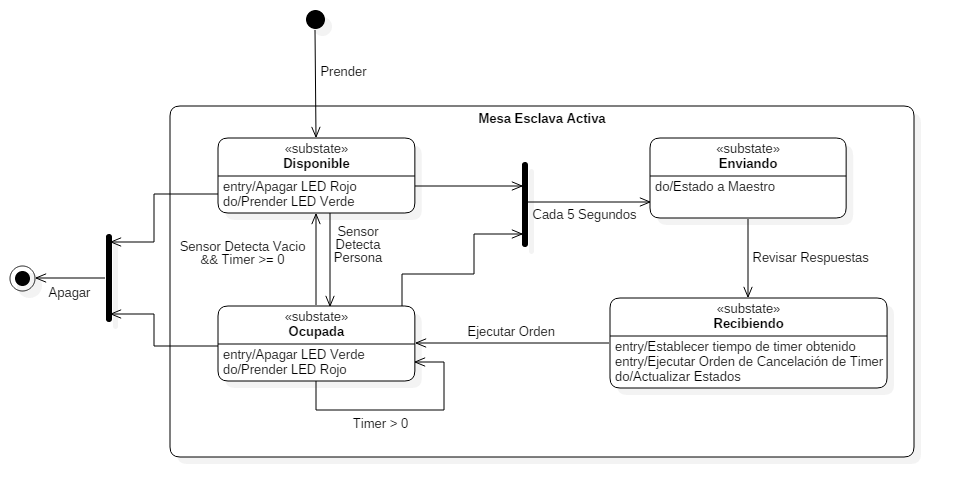 Prender
Mesa Esclava Activa
«substate»
Disponible
entry/Apagar LED Rojo
do/Prender LED Verde
«substate»
Enviando
do/Estado a Maestro
Cada 5 Segundos
Sensor Detecta Vacio
&& Timer >= 0
Sensor
Detecta
Persona
Revisar Respuestas
Apagar
«substate»
Ocupada
entry/Apagar LED Verde
do/Prender LED Rojo
Ejecutar Orden
«substate»
Recibiendo
entry/Establecer tiempo de timer obtenido
entry/Ejecutar Orden de Cancelación de Timer
do/Actualizar Estados
Timer > 0